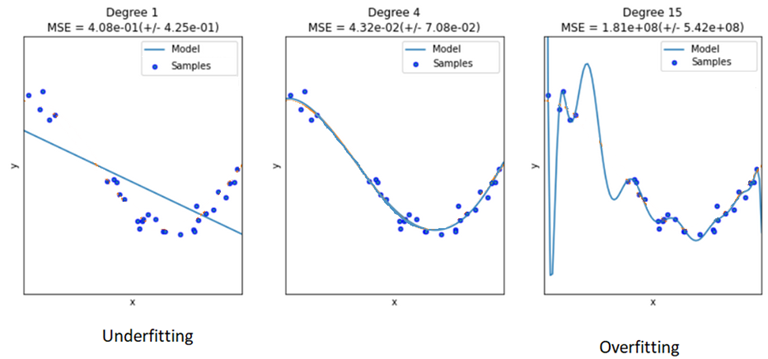 Degree 1
MSE = 4.08e-01(+/- 4.25e-01)
Model
Samples
y
x
Underfitting
Degree 4
MSE = 4.32e-02(+/- 7.08e-02)
Model
Samples
y
x
Degree 15
MSE = 1.81e+08(+/- 5.42e+08)
Model
Samples
y
x
Overfitting